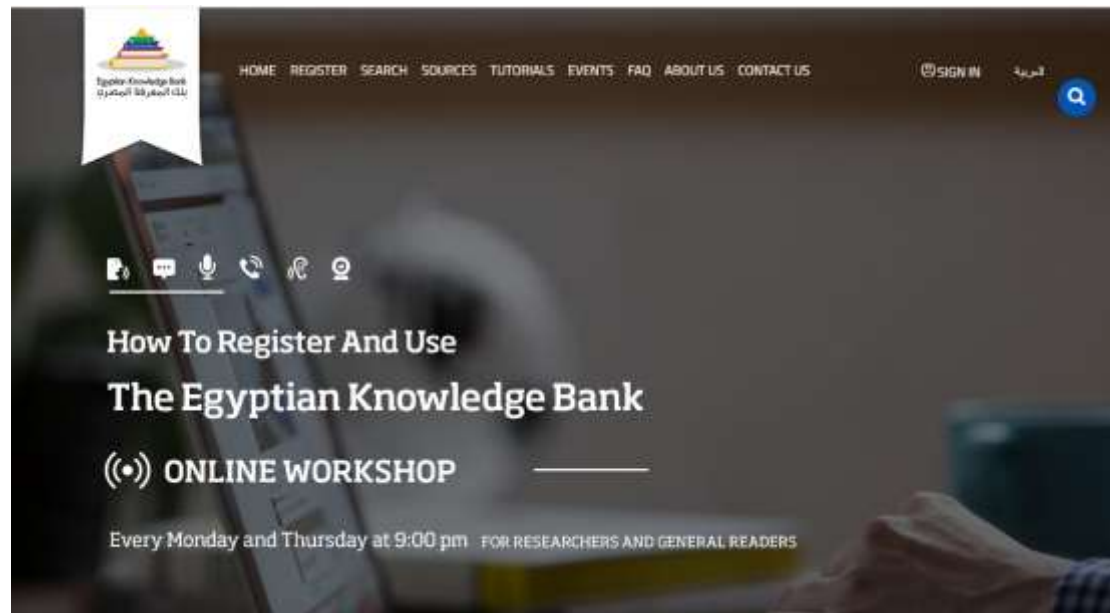 Egyptian Knowledge Bank
بنك المعرفة المصري
HOME REGISTER SEARCH SOURCES TUTORIALS EVENTS FAQ ABOUT US CONTACT US
SIGN IN العربية
How To Register And Use
The Egyptian Knowledge Bank
ONLINE WORKSHOP
Every Monday and Thursday at 9:00 pm FOR RESEARCHERS AND GENERAL READERS